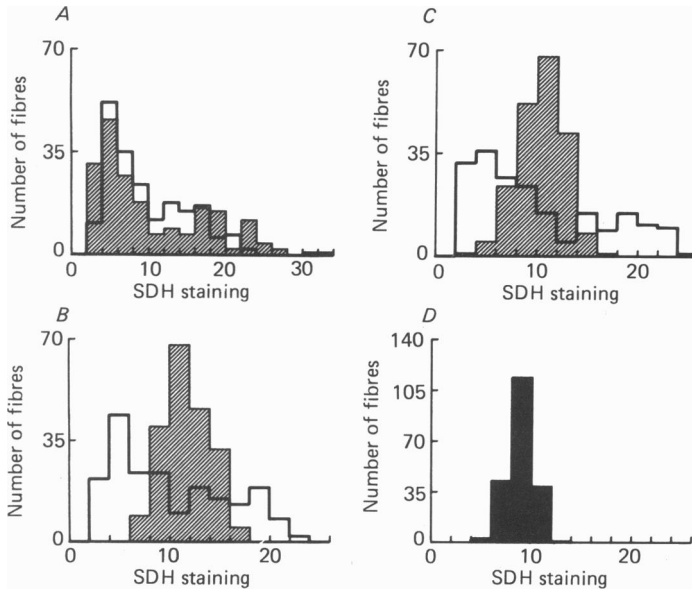 A
70
35
0
Number of fibres
0 10 20 30
SDH staining
C
70
35
0
Number of fibres
0 10 20
SDH staining
B
70
35
0
Number of fibres
0 10 20
SDH staining
D
140
105
70
35
0
Number of fibres
0 10 20
SDH staining